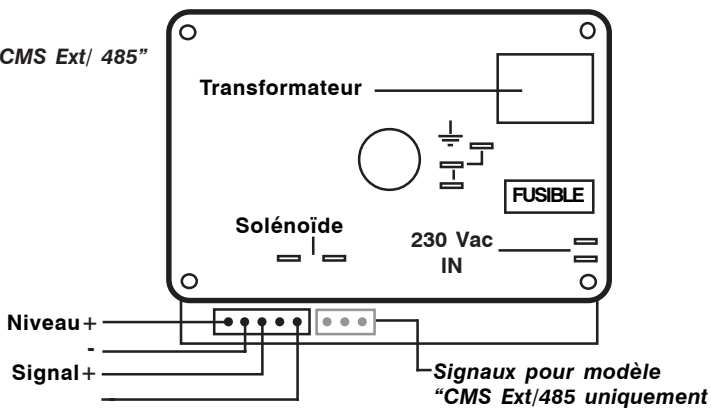 CMS Ext/ 485”
Transformateur
FUSIBLE
Solénoïde
230 Vac
IN
Niveau+
-
Signal+
Signaux pour modèle
“CMS Ext/485 uniquement